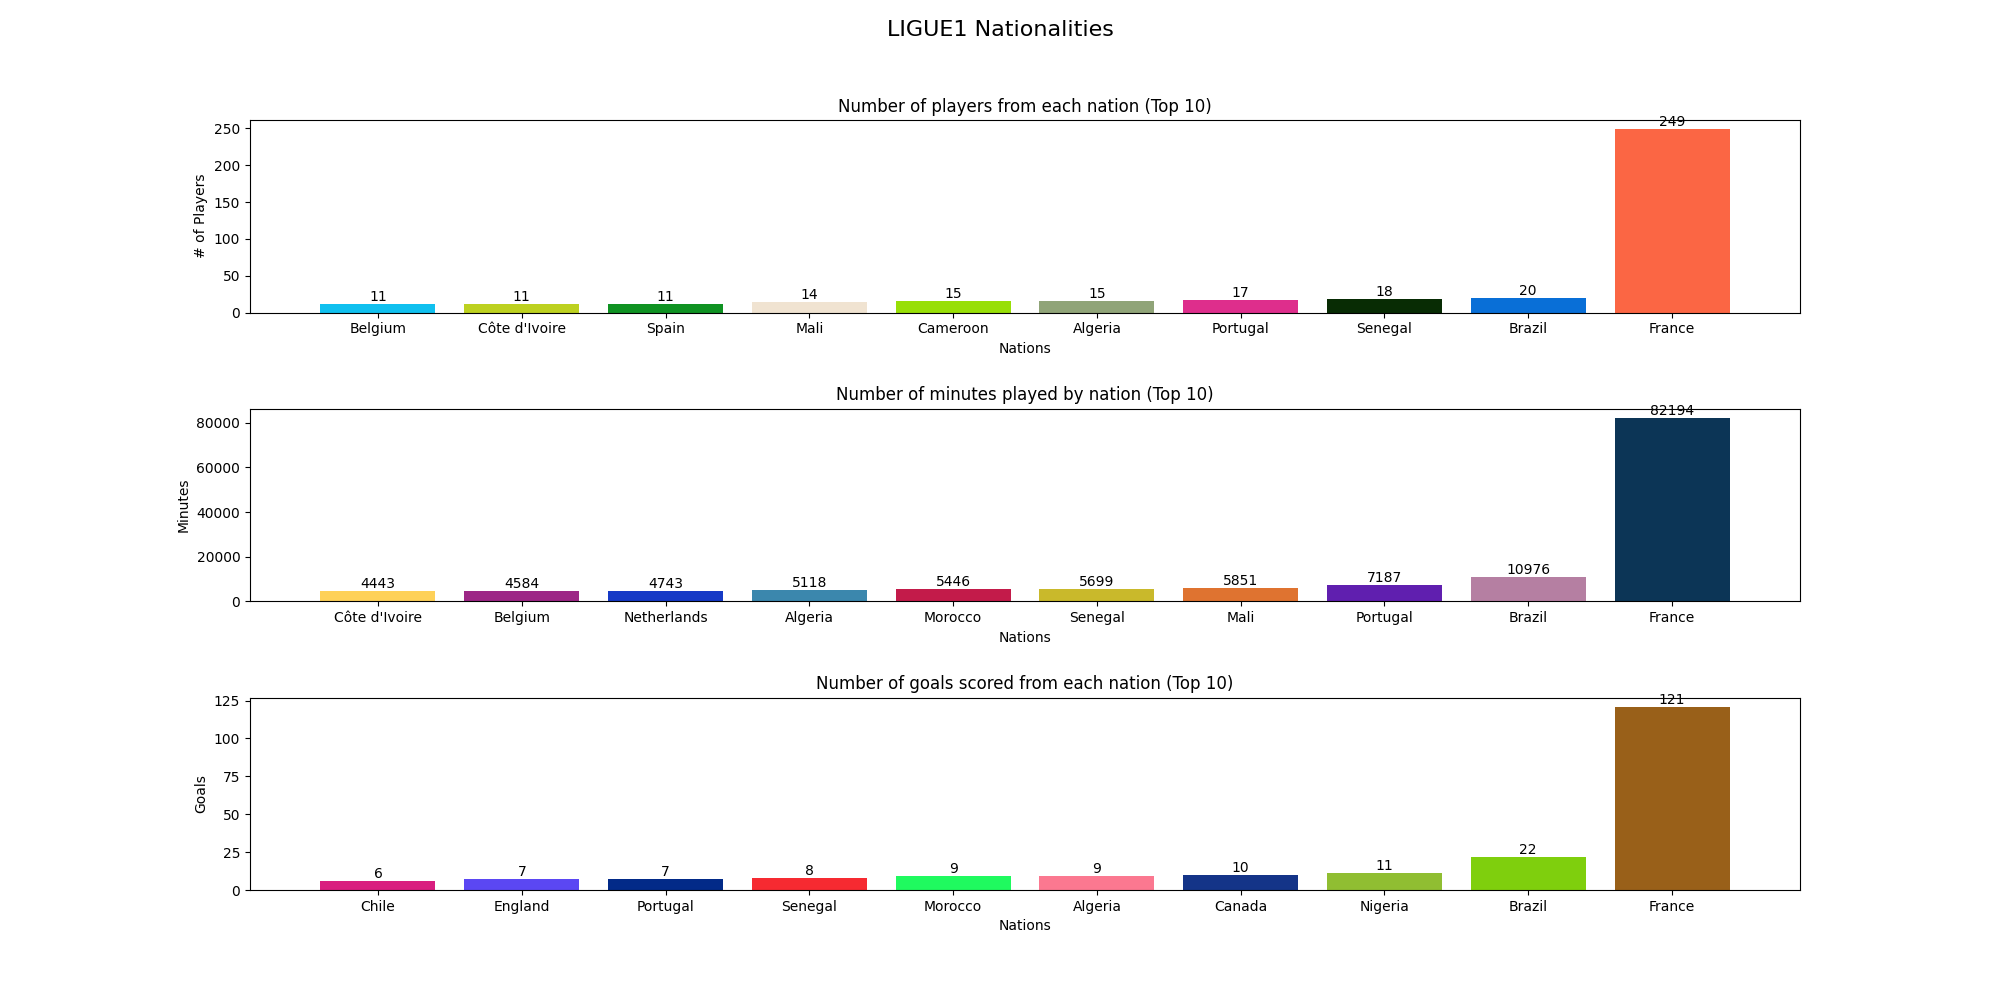 LIGUE1 Nationalities
Number of players from each nation (Top 10)
# of Players
250
200
150
100
50
0
11 11 11 14 15 15 17 18 20 249
Belgium Côte d'Ivoire Spain Mali Cameroon Algeria Portugal Senegal Brazil France
Nations
Number of minutes played by nation (Top 10)
Minutes
80000
60000
40000
20000
0
4443 4584 4743 5118 5446 5699 5851 7187 10976 82194
Côte d'Ivoire Belgium Netherlands Algeria Morocco Senegal Mali Portugal Brazil France
Nations
Number of goals scored from each nation (Top 10)
Goals
125
100
75
50
25
0
6 7 7 8 9 9 10 11 22 121
Chile England Portugal Senegal Morocco Algeria Canada Nigeria Brazil France
Nations